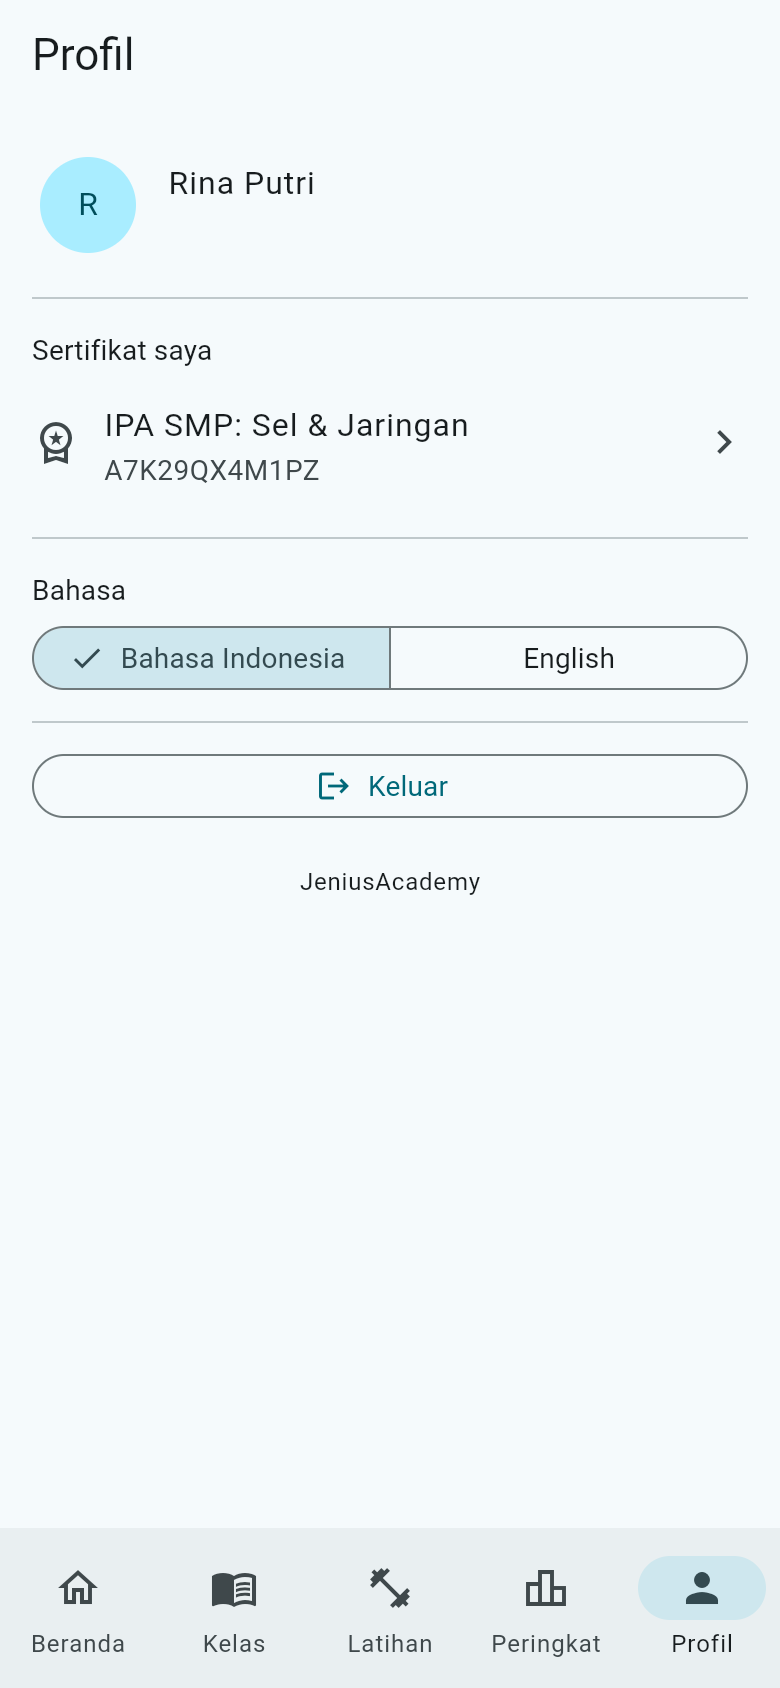 Profil
R
Rina Putri
Sertifikat saya
IPA SMP: Sel & Jaringan
A7K29QX4M1PZ
Bahasa
Bahasa Indonesia
English
Keluar
JeniusAcademy
Beranda
Kelas
Latihan
Peringkat
Profil